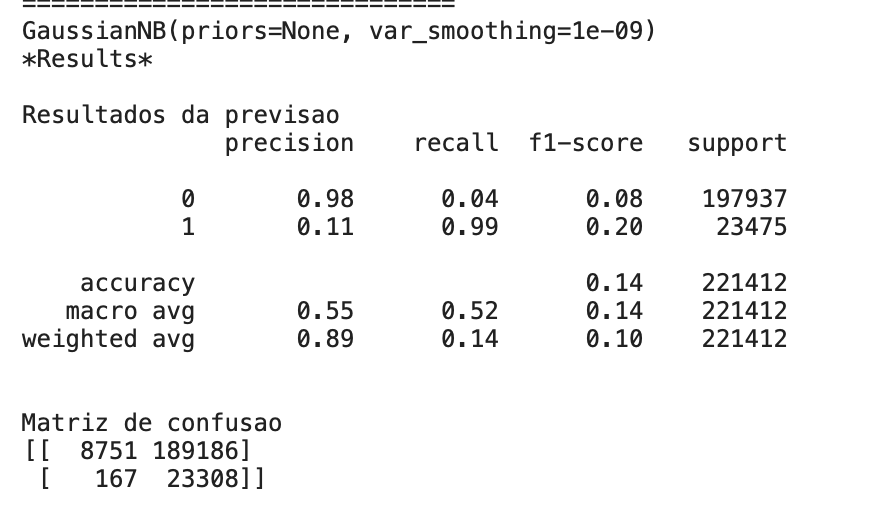 ==============================
GaussianNB(priors=None, var_smoothing=1e-09)
*Results*
Resultados da previsao
precision recall f1-score support
0 0.98 0.04 0.08 197937
1 0.11 0.99 0.20 23475
accuracy 0.14 221412
macro avg 0.55 0.52 0.14 221412
weighted avg 0.89 0.14 0.10 221412
Matriz de confusao
[[ 8751 189186]
[ 167 23308]]